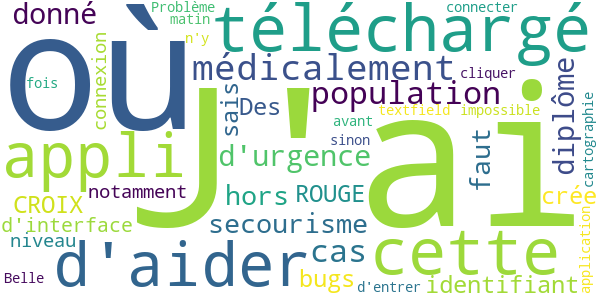 donné
Problème
matin
n'y
connecter
téléchargé
où
connexion
fois
médicalement
cliquer
population
J'ai
sais
Des
textfield
impossible
avant
sinon
diplôme
cartographie
appli
d'urgence
faut
notamment
hors
ROUGE
crée
CROIX
d'interface
secourisme
niveau
d'aider
cas
cette
application
Belle
bugs
d'entrer
identifiant